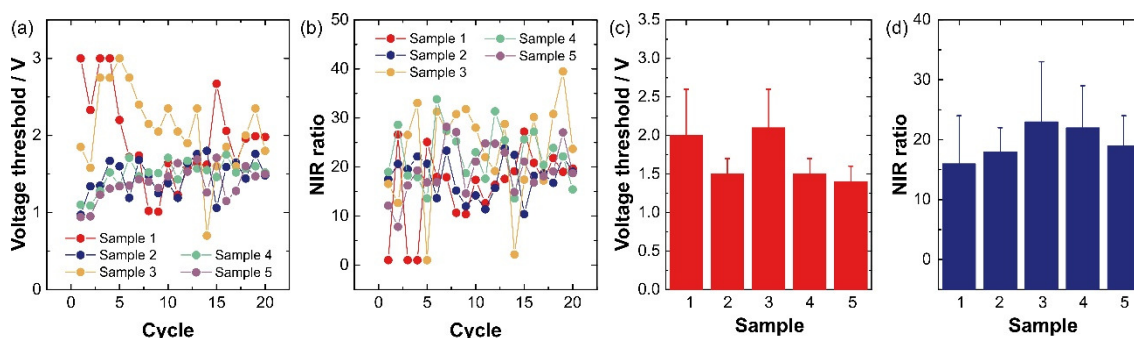 (a)
Voltage threshold / V
3
2
1
0
Sample 1
Sample 2
Sample 3
Sample 4
Sample 5
0 5 10 15 20
Cycle
(b)
NIR ratio
50
40
30
20
10
0
Sample 1
Sample 2
Sample 3
Sample 4
Sample 5
0 5 10 15 20
Cycle
(c)
Voltage threshold / V
3.5
3.0
2.5
2.0
1.5
1.0
0.5
0.0
1 2 3 4 5
Sample
(d)
NIR ratio
40
30
20
10
0
1 2 3 4 5
Sample